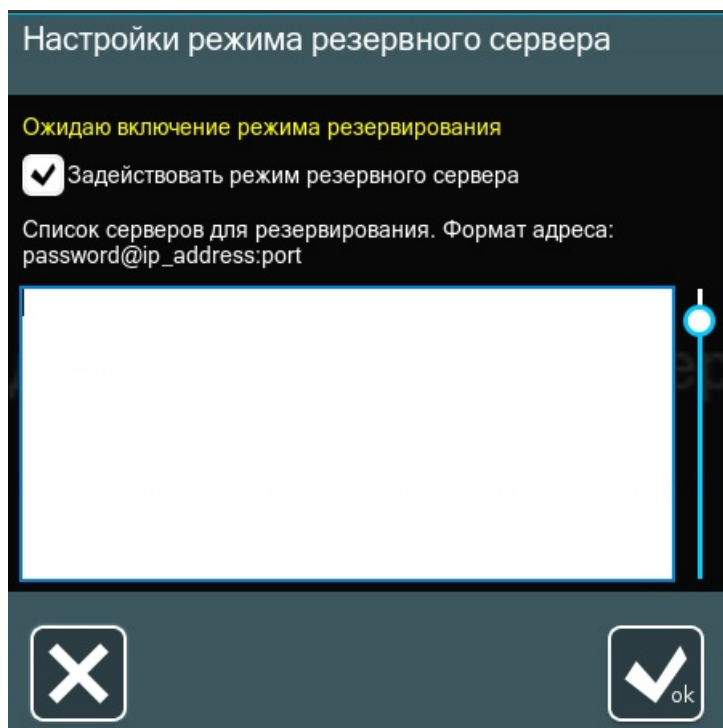 Настройки режима резервного сервера
Ожидаю включение режима резервирования
Задействовать режим резервного сервера
Список серверов для резервирования. Формат адреса:
password@ip_address:port
ok